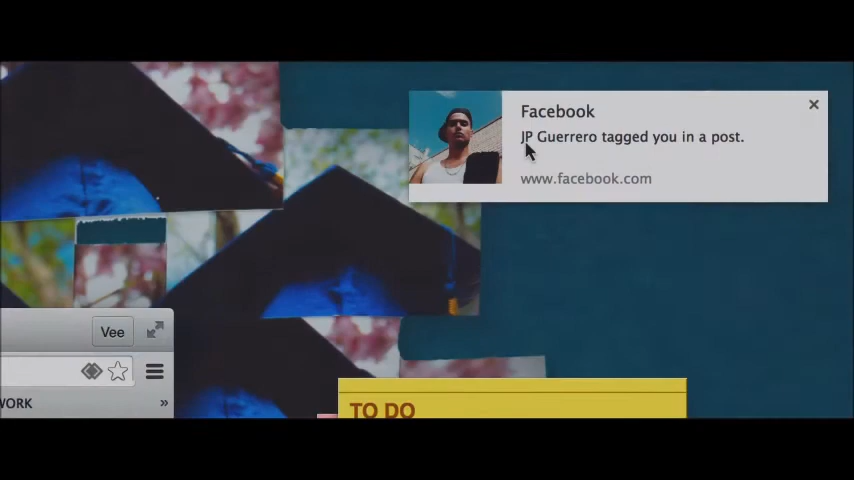 Facebook
JP Guerrero tagged you in a post.
www.facebook.com
Vee
WORK
»
TO DO